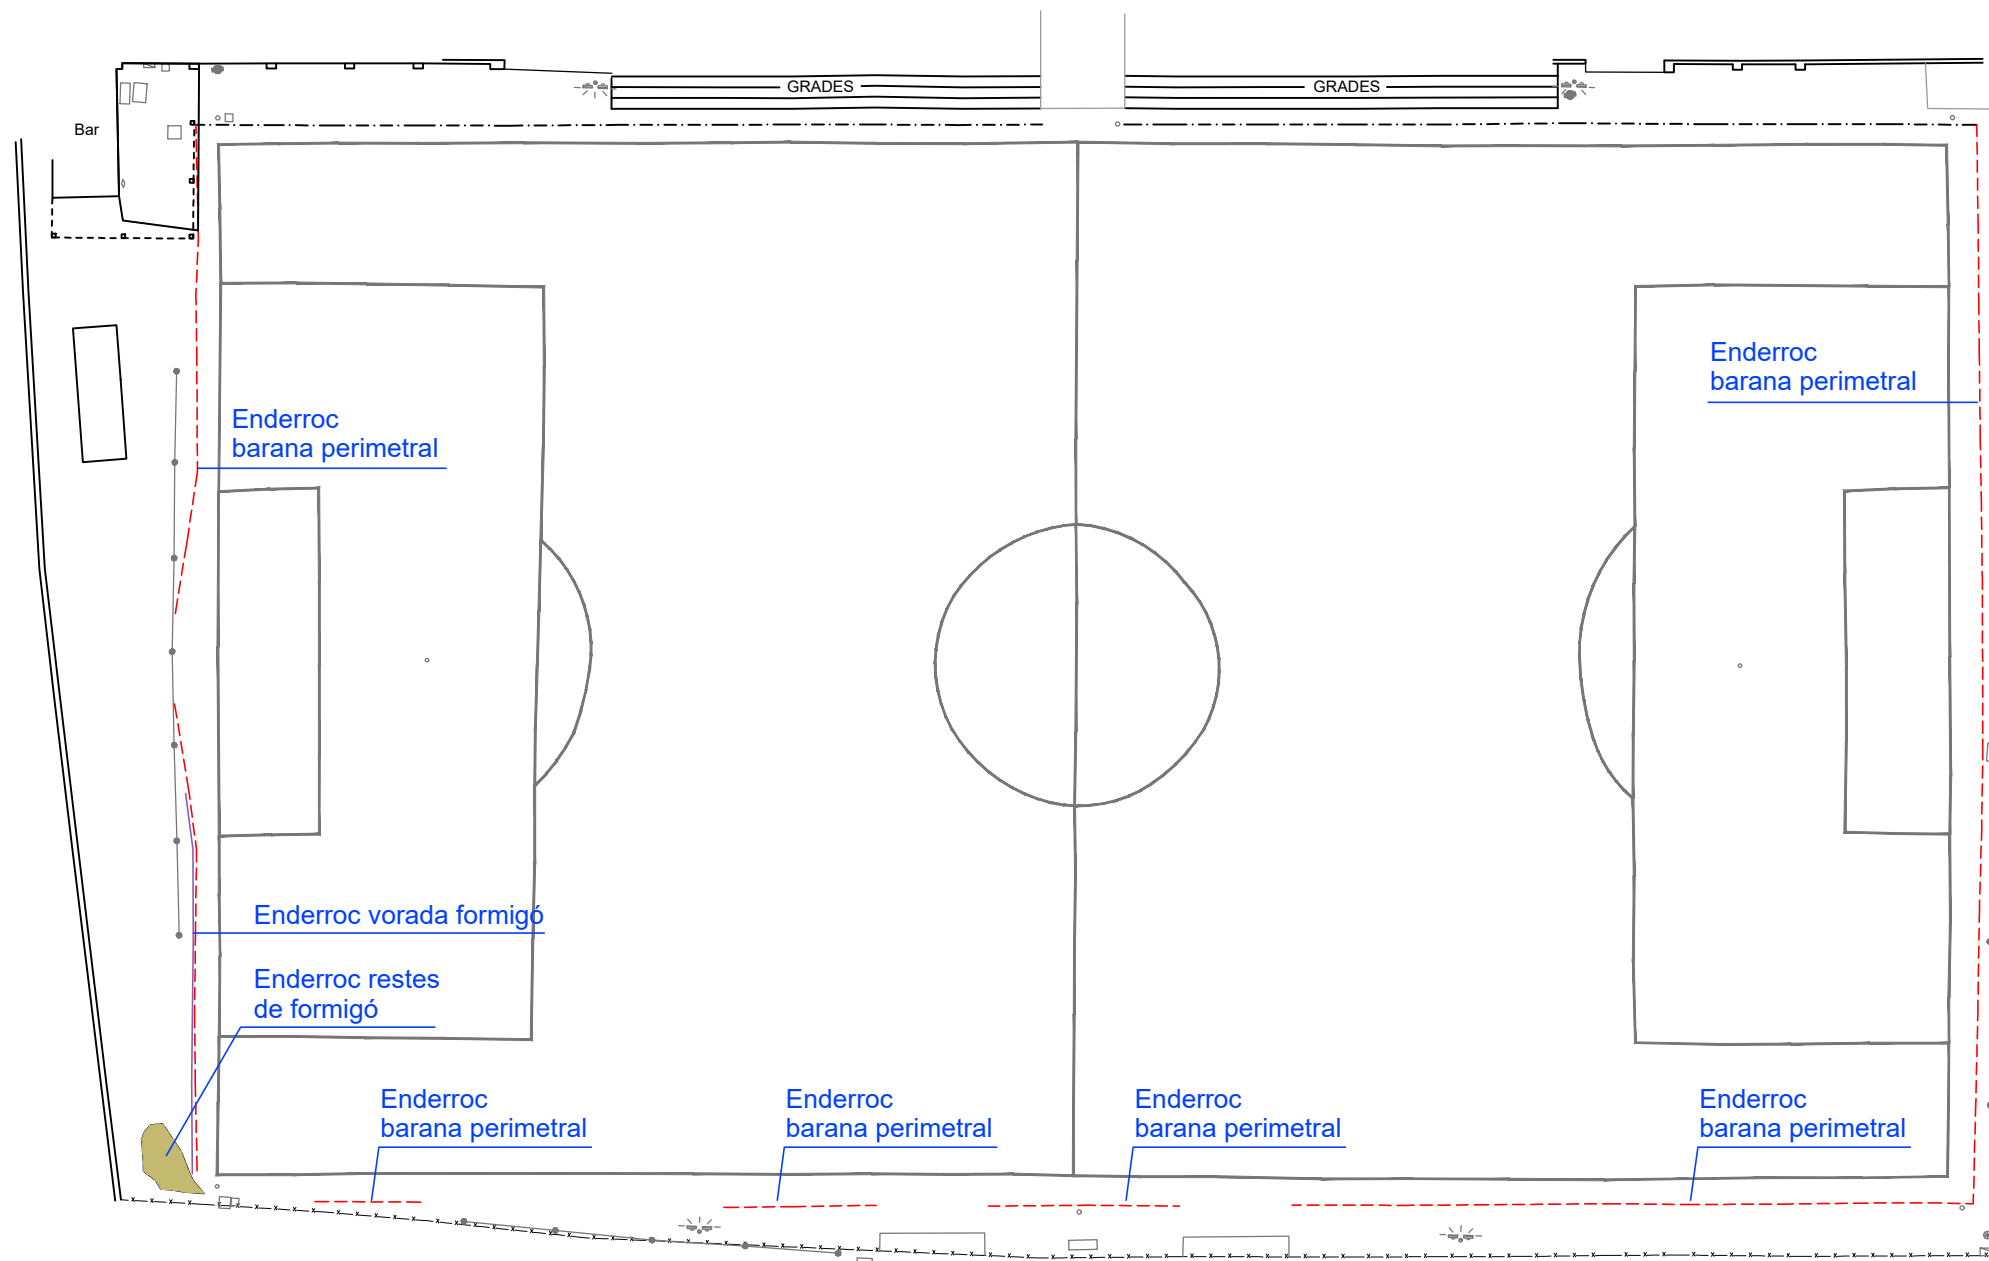 GRADES
GRADES
Bar
Enderroc
barana perimetral
Enderroc
barana perimetral
Enderroc vorada formigó
Enderroc restes
de formigó
Enderroc
barana perimetral
Enderroc
barana perimetral
Enderroc
barana perimetral
Enderroc
barana perimetral